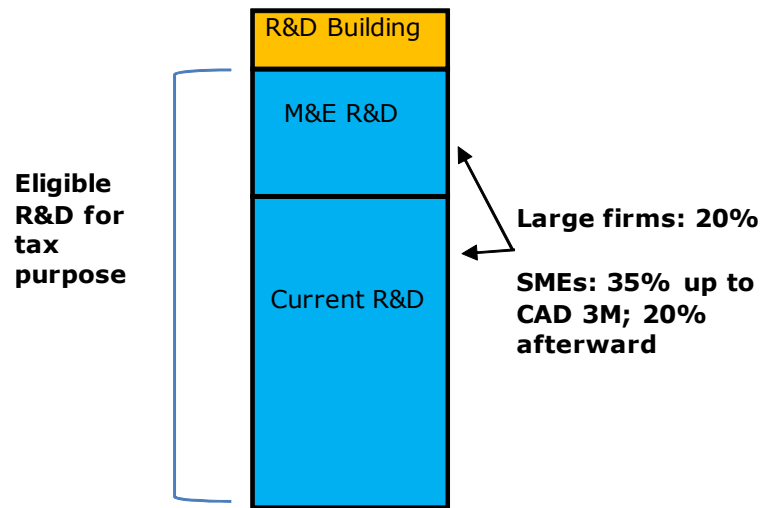 R&D Building
M&E R&D
Eligible
R&D for
tax
purpose
Current R&D
Large firms: 20%
SMEs: 35% up to
CAD 3M; 20%
afterward